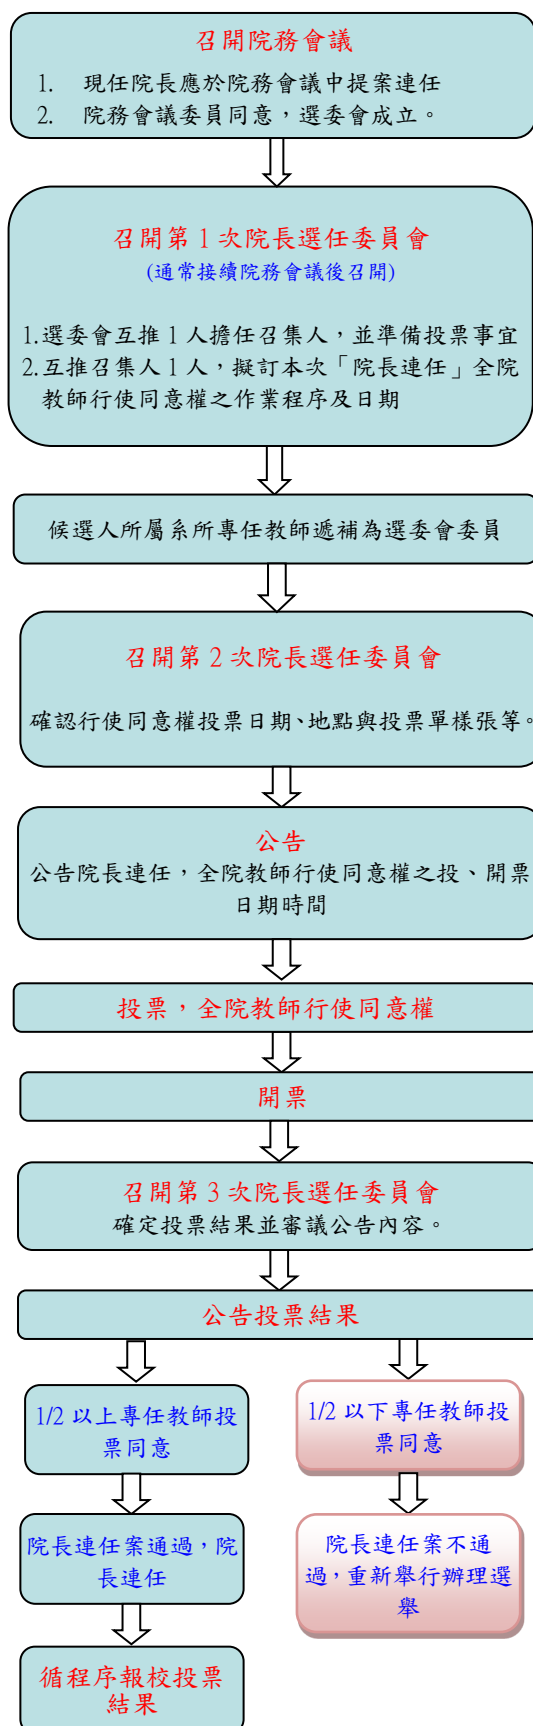 召開院務會議
1. 現任院長應於院務會議中提案連任
2. 院務會議委員同意，選委會成立。
召開第 1 次院長選任委員會
(通常接續院務會議後召開)
1.選委會互推 1 人擔任召集人，並準備投票事宜
2.互推召集人 1 人，擬訂本次「院長連任」全院
教師行使同意權之作業程序及日期
候選人所屬系所專任教師遞補為選委會委員
召開第 2 次院長選任委員會
確認行使同意權投票日期、地點與投票單樣張等。
公告
公告院長連任，全院教師行使同意權之投、開票
日期時間
投票，全院教師行使同意權
開票
召開第 3 次院長選任委員會
確定投票結果並審議公告內容。
公告投票結果
1/2 以上專任教師投
票同意
院長連任案通過，院
長連任
循程序報校投票
結果
1/2 以下專任教師投
票同意
院長連任案不通
過，重新舉行辦理選
舉